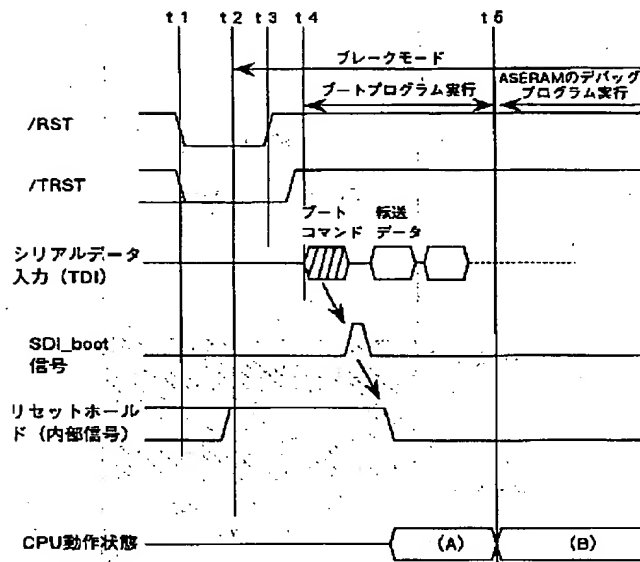 t1 t2 t3 t4 t5
ブレークモード
ブートプログラム実行
ASERAMのデバッグ
プログラム実行
/RST
/TRST
ブート
コマンド
転送
データ
シリアルデータ
入力（TDI）
SDI_boot
信号
リセットホール
ド（内部信号）
CPU動作状態
(A)
(B)